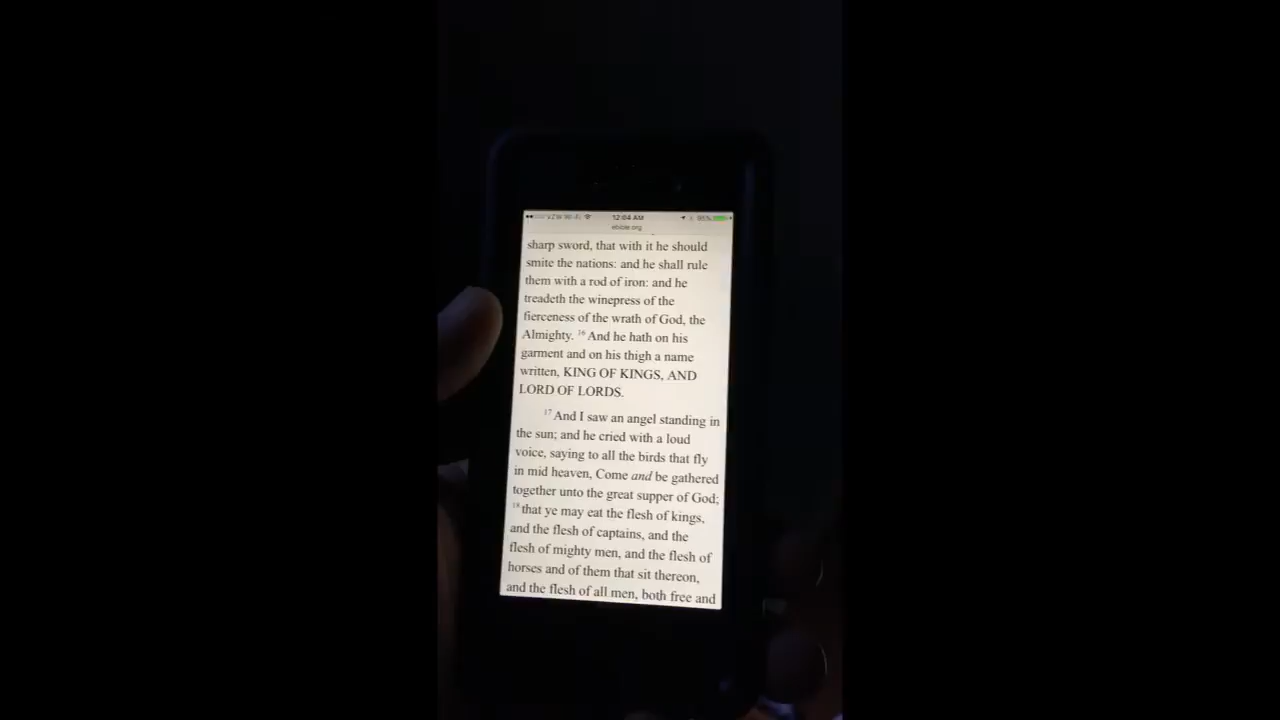 VZW Wi-Fi 12:04 AM 95%
ebible.org
sharp sword, that with it he should
smite the nations: and he shall rule
them with a rod of iron: and he
treadeth the winepress of the
fierceness of the wrath of God, the
Almighty. 16 And he hath on his
garment and on his thigh a name
written, KING OF KINGS, AND
LORD OF LORDS.
17 And I saw an angel standing in
the sun; and he cried with a loud
voice, saying to all the birds that fly
in mid heaven, Come and be gathered
together unto the great supper of God;
18 that ye may eat the flesh of kings,
and the flesh of captains, and the
flesh of mighty men, and the flesh of
horses and of them that sit thereon,
and the flesh of all men, both free and